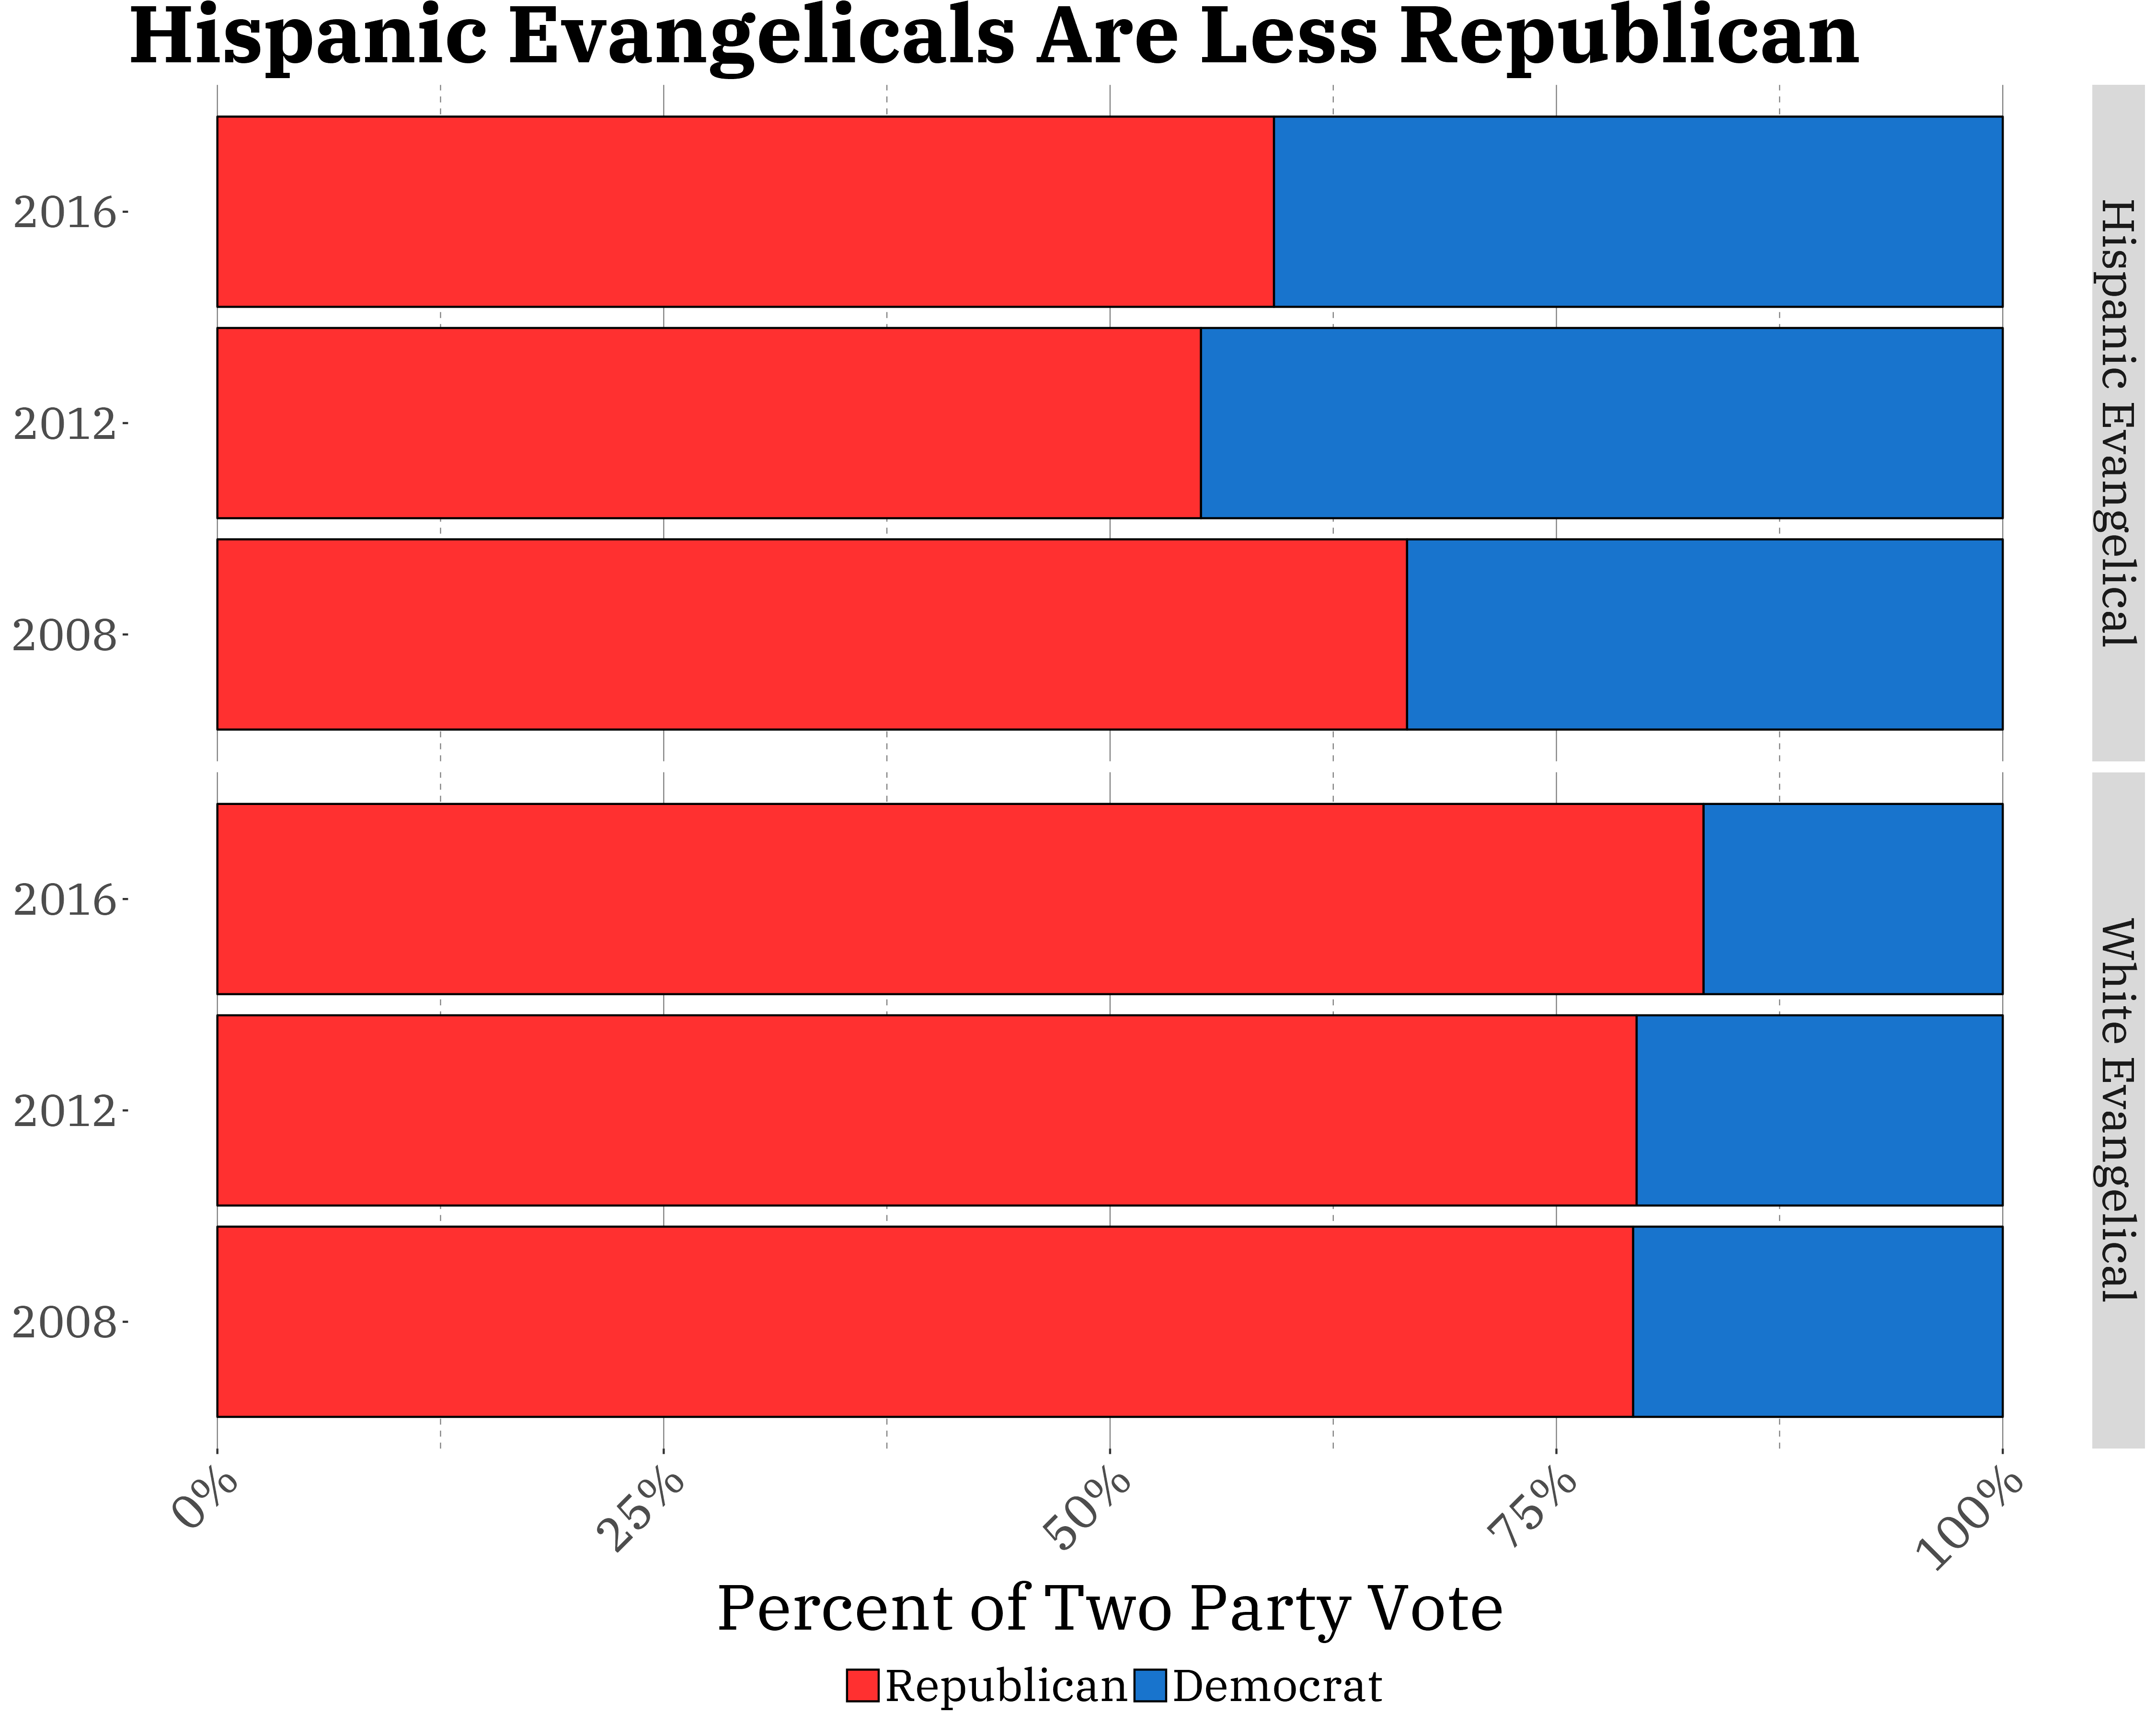 Hispanic Evangelicals Are Less Republican
2016
2012
2008
Hispanic Evangelical
2016
2012
2008
White Evangelical
0% 25% 50% 75% 100%
Percent of Two Party Vote
Republican Democrat